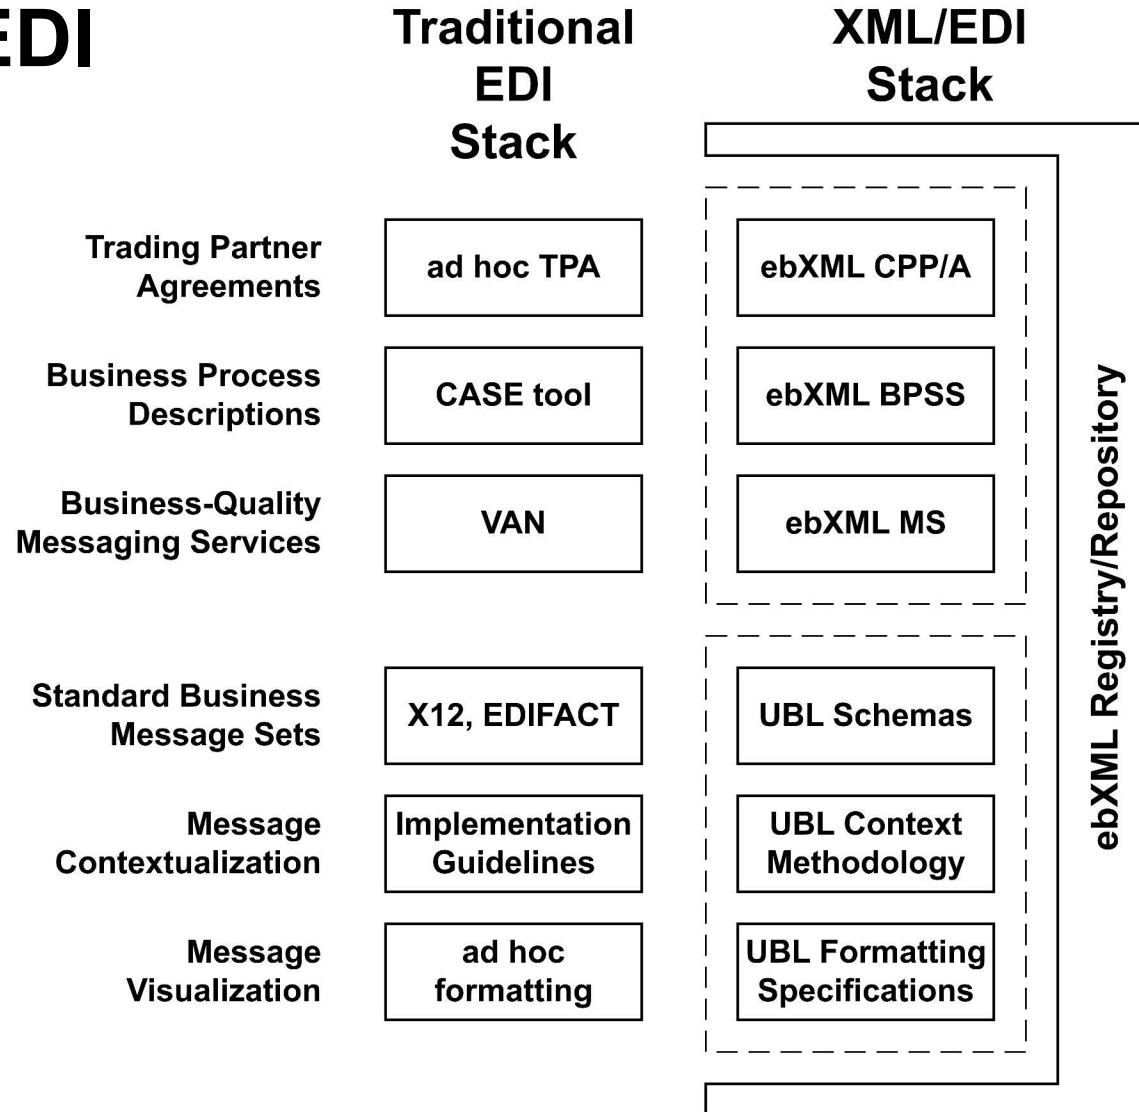 EDI
Traditional
EDI
Stack
XML/EDI
Stack
Trading Partner
Agreements
ad hoc TPA
ebXML CPP/A
Business Process
Descriptions
CASE tool
ebXML BPSS
Business-Quality
Messaging Services
VAN
ebXML MS
Standard Business
Message Sets
X12, EDIFACT
UBL Schemas
Message
Contextualization
Implementation
Guidelines
UBL Context
Methodology
Message
Visualization
ad hoc
formatting
UBL Formatting
Specifications
ebXML Registry/Repository